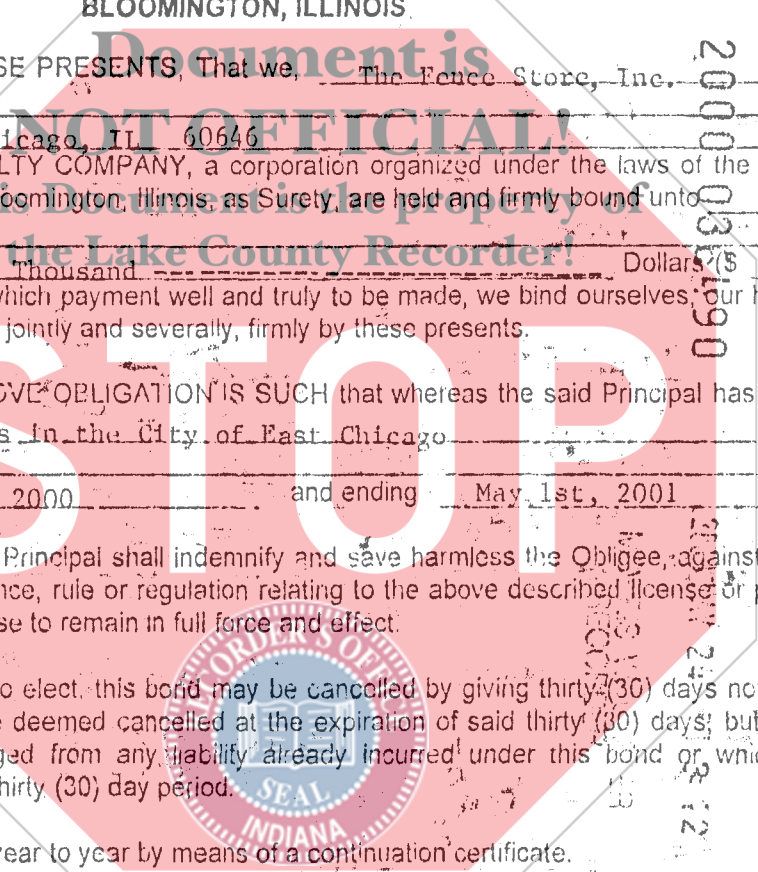 BLOOMINGTON, ILLINOIS
Document is
SE PRESENTS, That we, The Fence Store, Inc.
NOT OFFICIAL!
icago, IL 60646
LTY COMPANY, a corporation organized under the laws of the
is Document is the property of
oomington, Illinois, as Surety, are held and firmly bound unto
the Lake County Recorder!
Thousand Dollars ($
which payment well and truly to be made, we bind ourselves, our h
jointly and severally, firmly by these presents.
STOP
OVE OBLIGATION IS SUCH that whereas the said Principal has
s in the City of East Chicago
2000 and ending May 1st, 2001
Principal shall indemnify and save harmless the Obligee, against
nce, rule or regulation relating to the above described license or p
se to remain in full force and effect.
o elect, this bond may be cancelled by giving thirty (30) days no
e deemed cancelled at the expiration of said thirty (30) days; but
ged from any liability already incurred under this bond or whi
hirty (30) day period.
year to year by means of a continuation certificate.
RECORDER'S OFFICE
SEAL
INDIANA
2000 03
90